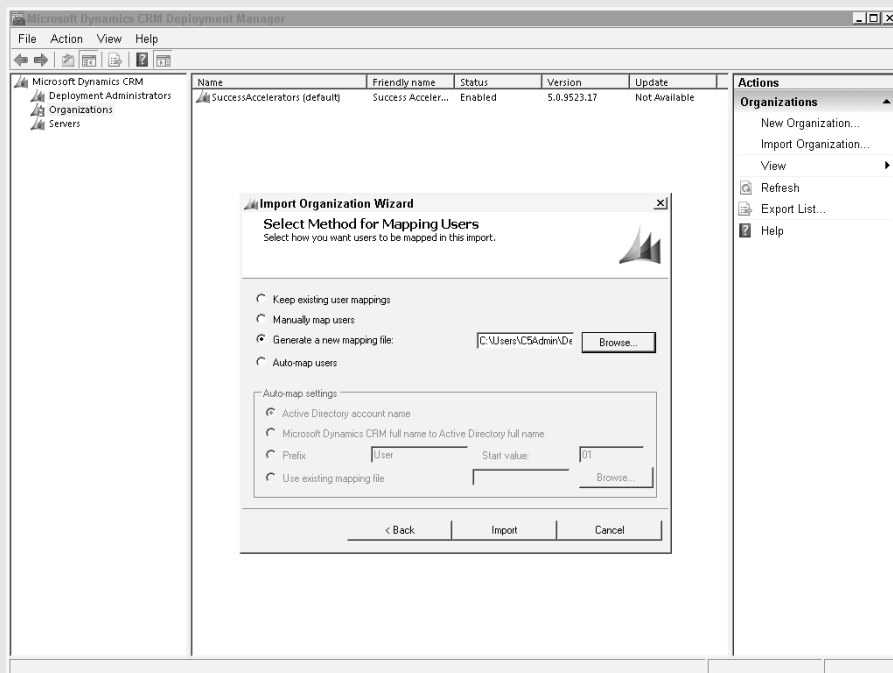 Microsoft Dynamics CRM Deployment Manager
File Action View Help
Microsoft Dynamics CRM
Deployment Administrators
Organizations
Servers
Name Friendly name Status Version Update
SuccessAccelerators (default) Success Acceler... Enabled 5.0.9523.17 Not Available
Actions
Organizations
New Organization...
Import Organization...
View
Refresh
Export List...
Help
Import Organization Wizard
Select Method for Mapping Users
Select how you want users to be mapped in this import.
Keep existing user mappings
Manually map users
Generate a new mapping file: C:\Users\C5Admin\De Browse...
Auto-map users
Auto-map settings
Active Directory account name
Microsoft Dynamics CRM full name to Active Directory full name
Prefix User Start value: 01
Use existing mapping file Browse...
< Back Import Cancel